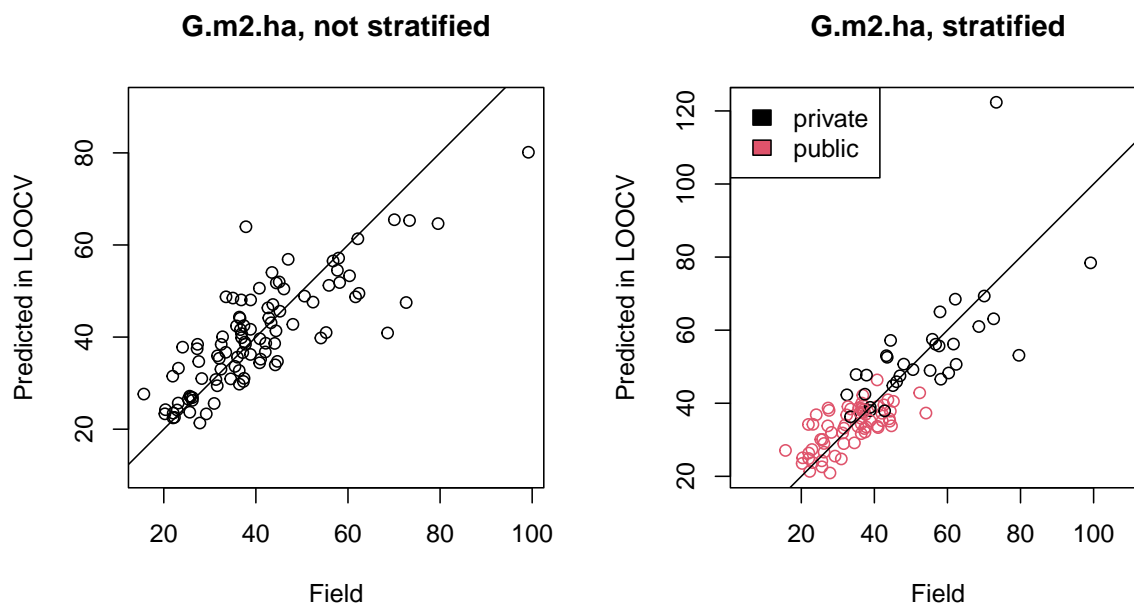 G.m2.ha, not stratified
Predicted in LOOCV
80
60
40
20
20 40 60 80 100
Field
G.m2.ha, stratified
Predicted in LOOCV
120
100
80
60
40
20
private
public
20 40 60 80 100
Field